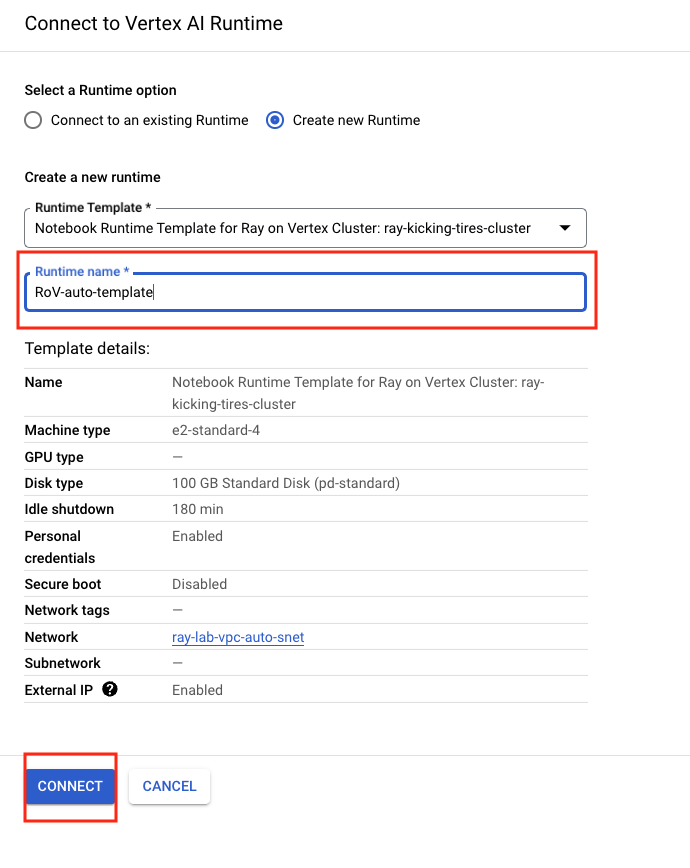 Connect to Vertex AI Runtime
Select a Runtime option
Connect to an existing Runtime Create new Runtime
Create a new runtime
Runtime Template *
Notebook Runtime Template for Ray on Vertex Cluster: ray-kicking-tires-cluster
Runtime name *
RoV-auto-template
Template details:
Name Notebook Runtime Template for Ray on Vertex Cluster: ray-
kicking-tires-cluster
Machine type e2-standard-4
GPU type —
Disk type 100 GB Standard Disk (pd-standard)
Idle shutdown 180 min
Personal Enabled
credentials
Secure boot Disabled
Network tags —
Network ray-lab-vpc-auto-snet
Subnetwork —
External IP ? Enabled
CONNECT CANCEL